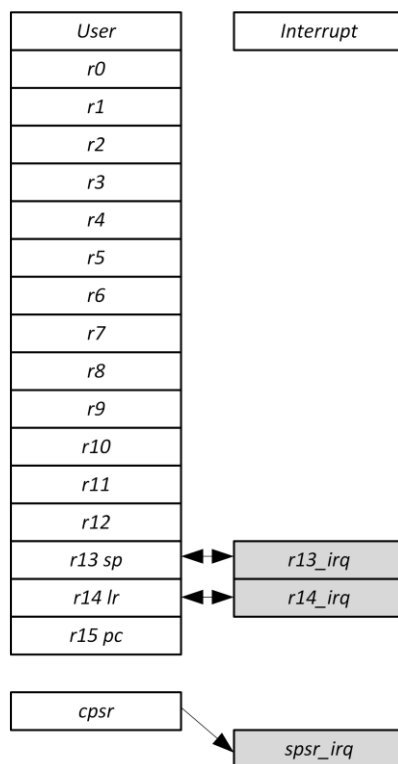 User Interrupt
r0
r1
r2
r3
r4
r5
r6
r7
r8
r9
r10
r11
r12
r13 sp r13_irq
r14 lr r14_irq
r15 pc
cpsr
spsr_irq